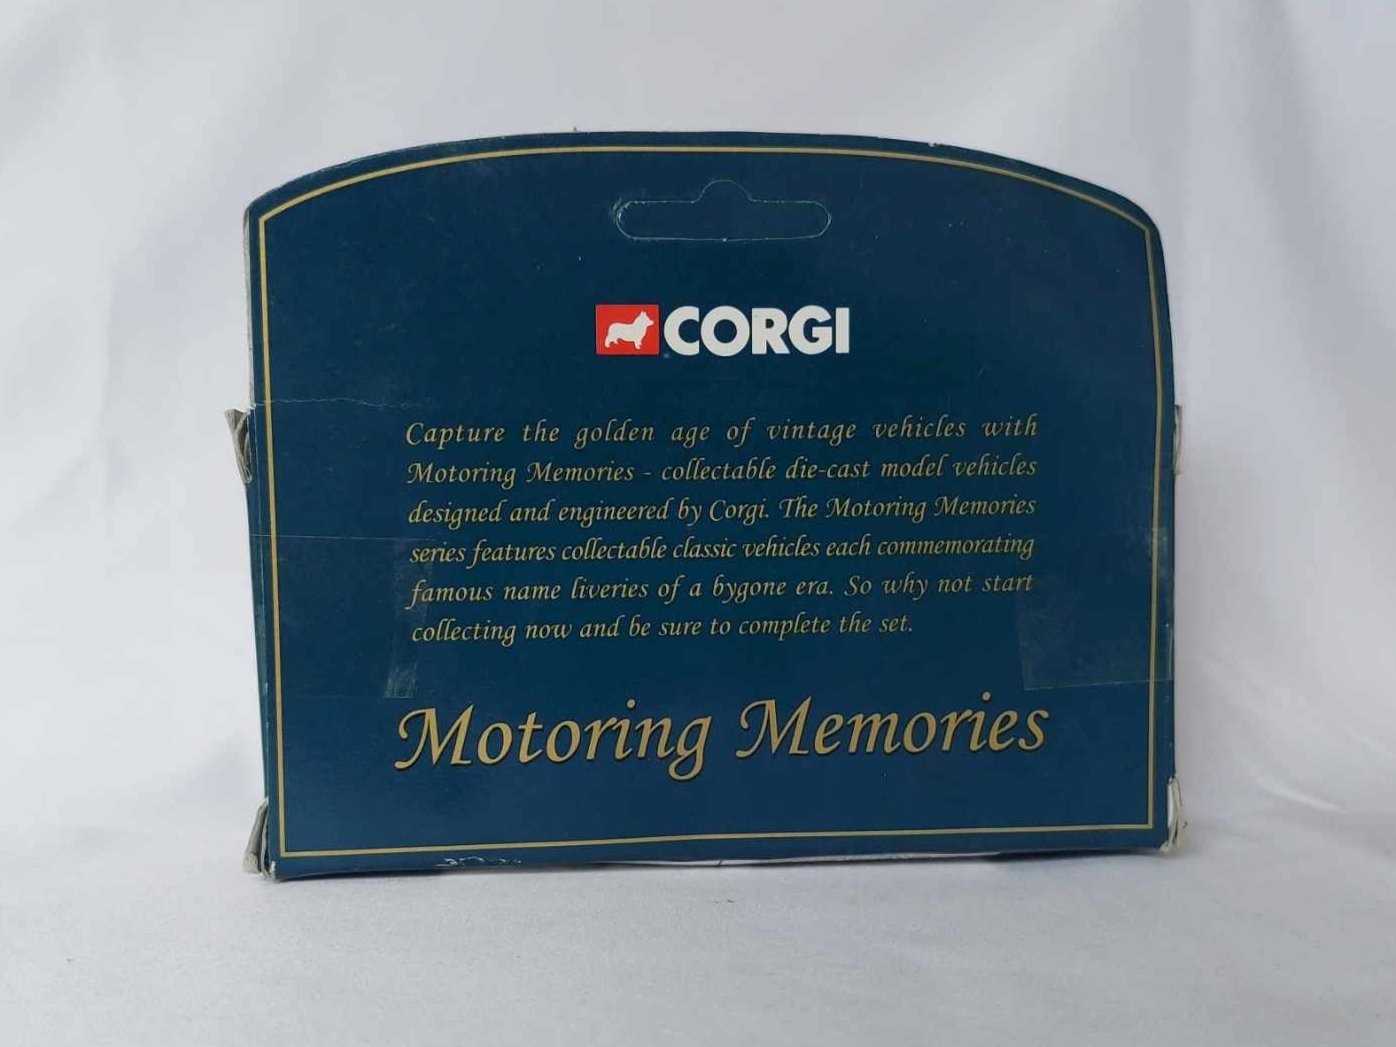 CORGI
Capture the golden age of vintage vehicles with
Motoring Memories - collectable die-cast model vehicles
designed and engineered by Corgi. The Motoring Memories
series features collectable classic vehicles each commemorating
famous name liveries of a bygone era. So why not start
collecting now and be sure to complete the set.
Motoring Memories